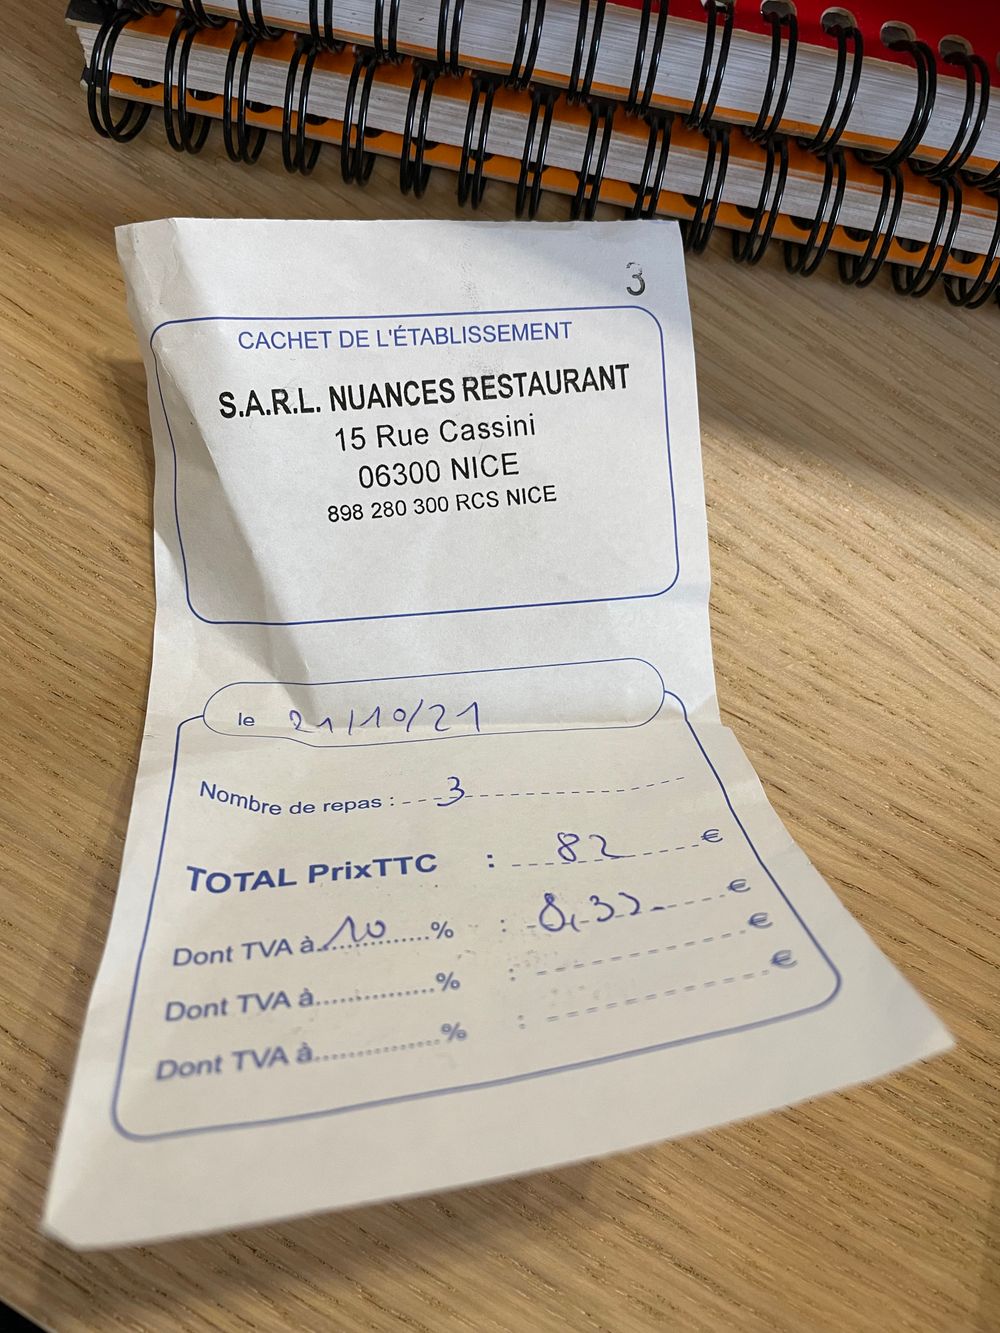 3
CACHET DE L'ÉTABLISSEMENT
S.A.R.L. NUANCES RESTAURANT
15 Rue Cassini
06300 NICE
898 280 300 RCS NICE
le 21/10/21
Nombre de repas : 3
TOTAL PrixTTC : 82 €
Dont TVA à 10 % : 8,32 €
Dont TVA à..............% : €
Dont TVA à..............% : €